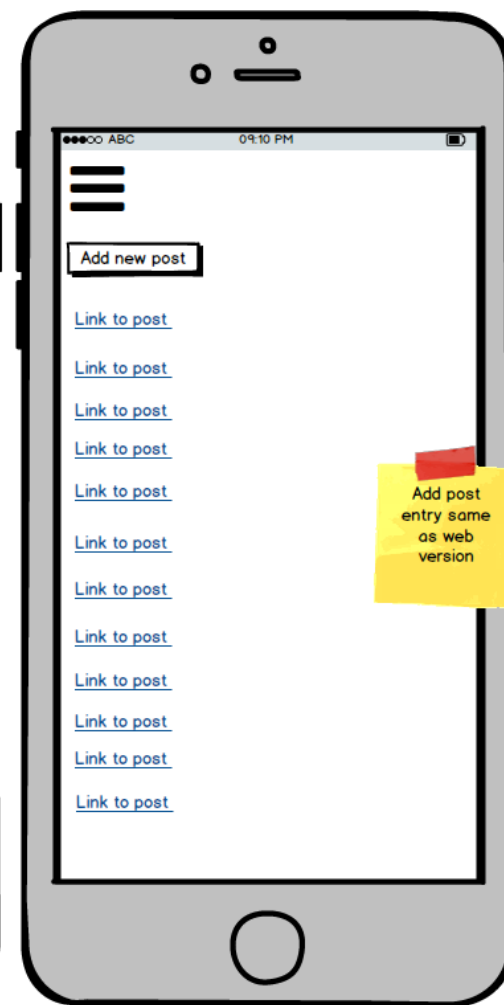 ABC 09:10 PM
Add new post
Link to post
Link to post
Link to post
Link to post
Link to post
Link to post
Link to post
Link to post
Link to post
Link to post
Link to post
Link to post
Add post
entry same
as web
version